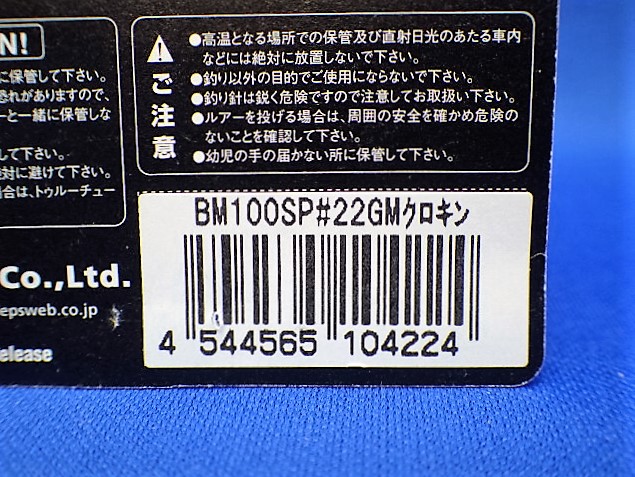 N!
に保管して下さい。
恐れがありますので、
ーと一緒に保管しな
して下さい。
対に避けて下さい。
場合は、トゥルーチュー
Co.,Ltd.
epsweb.co.jp
elease
ご注意
●高温となる場所での保管及び直射日光のあたる車内
などには絶対に放置しないで下さい。
●釣り以外の目的でご使用にならないで下さい。
●釣り針は鋭く危険ですので注意してお取扱い下さい。
●ルアーを投げる場合は、周囲の安全を確かめ危険の
ないことを確認して下さい。
●幼児の手の届かない所に保管して下さい。
BM100SP#22GMクロキン
4 544565 104224